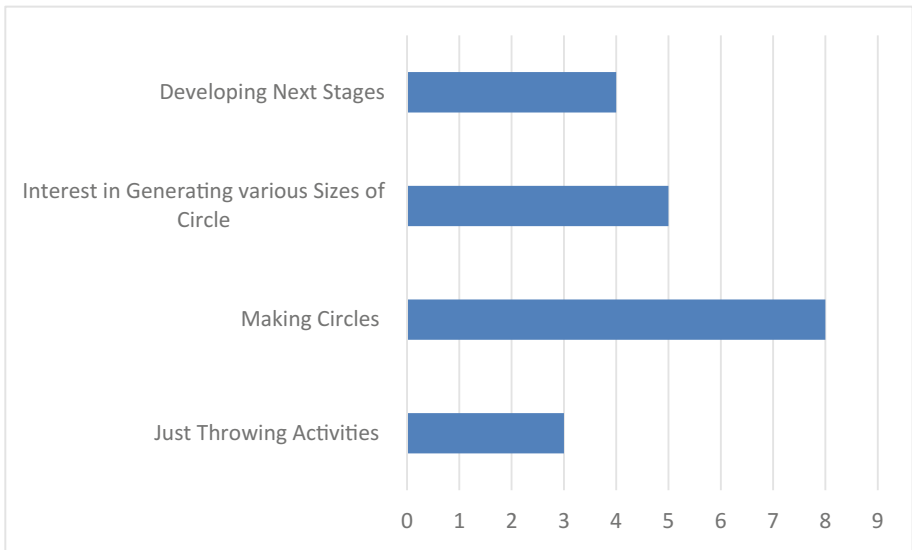 Developing Next Stages
Interest in Generating various Sizes of
Circle
Making Circles
Just Throwing Activities
0 1 2 3 4 5 6 7 8 9